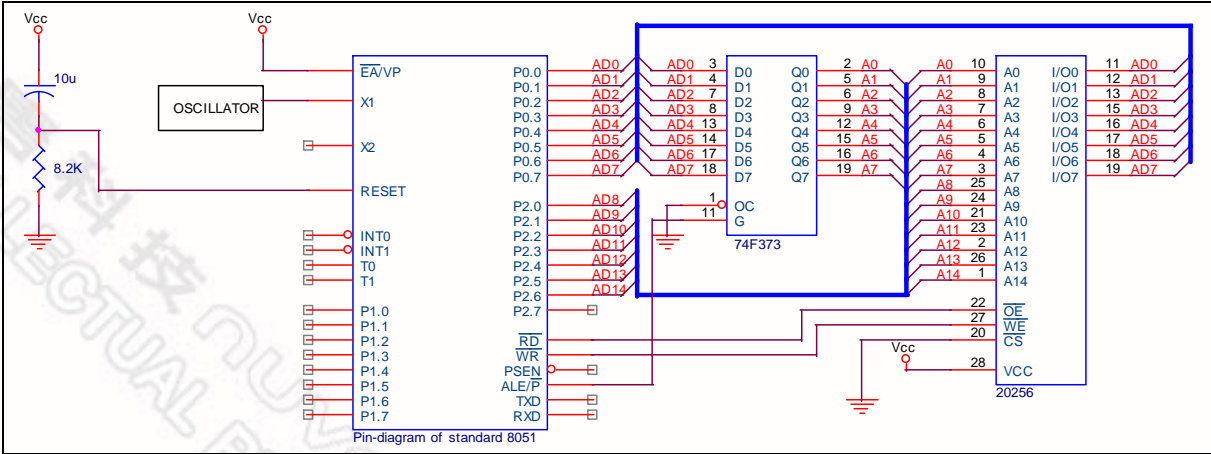 Vcc
10u
8.2K
Vcc
OSCILLATOR
EA/VP
X1
X2
RESET
INT0
INT1
T0
T1
P1.0
P1.1
P1.2
P1.3
P1.4
P1.5
P1.6
P1.7
P0.0
P0.1
P0.2
P0.3
P0.4
P0.5
P0.6
P0.7
P2.0
P2.1
P2.2
P2.3
P2.4
P2.5
P2.6
P2.7
RD
WR
PSEN
ALE/P
TXD
RXD
Pin-diagram of standard 8051
AD0
AD1
AD2
AD3
AD4
AD5
AD6
AD7
AD8
AD9
AD10
AD11
AD12
AD13
AD14
AD0 3 D0 Q0 2 A0
AD1 4 D1 Q1 5 A1
AD2 7 D2 Q2 6 A2
AD3 8 D3 Q3 9 A3
AD4 13 D4 Q4 12 A4
AD5 14 D5 Q5 15 A5
AD6 17 D6 Q6 16 A6
AD7 18 D7 Q7 19 A7
1 OC
11 G
74F373
A0 10 A0 I/O0 11 AD0
A1 9 A1 I/O1 12 AD1
A2 8 A2 I/O2 13 AD2
A3 7 A3 I/O3 15 AD3
A4 6 A4 I/O4 16 AD4
A5 5 A5 I/O5 17 AD5
A6 4 A6 I/O6 18 AD6
A7 3 A7 I/O7 19 AD7
A8 25 A8
A9 24 A9
A10 21 A10
A11 23 A11
A12 2 A12
A13 26 A13
A14 1 A14
22 OE
27 WE
20 CS
Vcc
28 VCC
20256